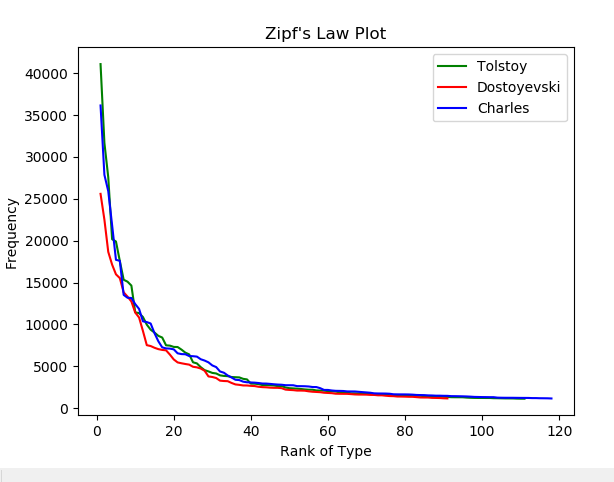 Zipf's Law Plot
Tolstoy
Dostoyevski
Charles
40000
35000
30000
25000
20000
15000
10000
5000
0
Frequency
0 20 40 60 80 100 120
Rank of Type